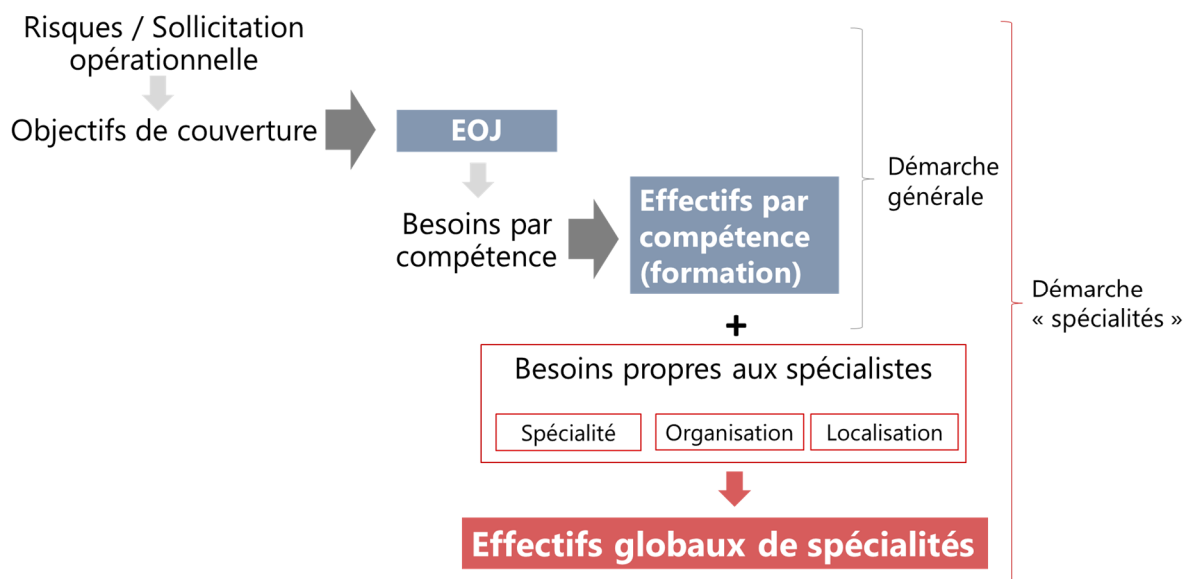 Risques / Sollicitation
opérationnelle
Objectifs de couverture
EOJ
Besoins par
compétence
Effectifs par
compétence
(formation)
Démarche
générale
+
Démarche
« spécialités »
Besoins propres aux spécialistes
Spécialité
Organisation
Localisation
Effectifs globaux de spécialités